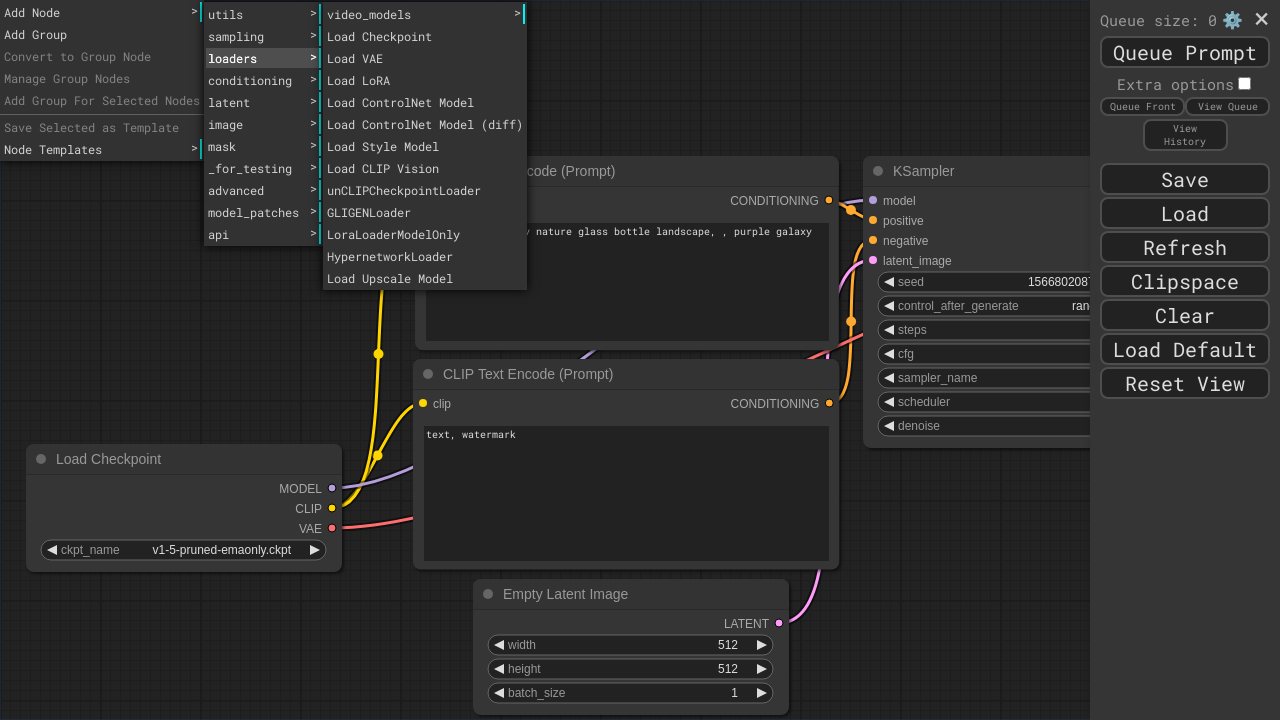 Add Node >
Add Group
Convert to Group Node
Manage Group Nodes
Add Group For Selected Nodes
Save Selected as Template
Node Templates >
utils >
sampling >
loaders >
conditioning >
latent >
image >
mask >
_for_testing >
advanced >
model_patches >
api >
video_models >
Load Checkpoint
Load VAE
Load LoRA
Load ControlNet Model
Load ControlNet Model (diff)
Load Style Model
Load CLIP Vision
unCLIPCheckpointLoader
GLIGENLoader
LoraLoaderModelOnly
HypernetworkLoader
Load Upscale Model
code (Prompt)
CONDITIONING
nature glass bottle landscape, , purple galaxy
CLIP Text Encode (Prompt)
clip CONDITIONING
text, watermark
Load Checkpoint
MODEL
CLIP
VAE
ckpt_name v1-5-pruned-emaonly.ckpt
Empty Latent Image
LATENT
width 512
height 512
batch_size 1
KSampler
model
positive
negative
latent_image
seed 1566802087
control_after_generate ran
steps
cfg
sampler_name
scheduler
denoise
Queue size: 0 ⚙️ ✕
Queue Prompt
Extra options
Queue Front View Queue
View
History
Save
Load
Refresh
Clipspace
Clear
Load Default
Reset View